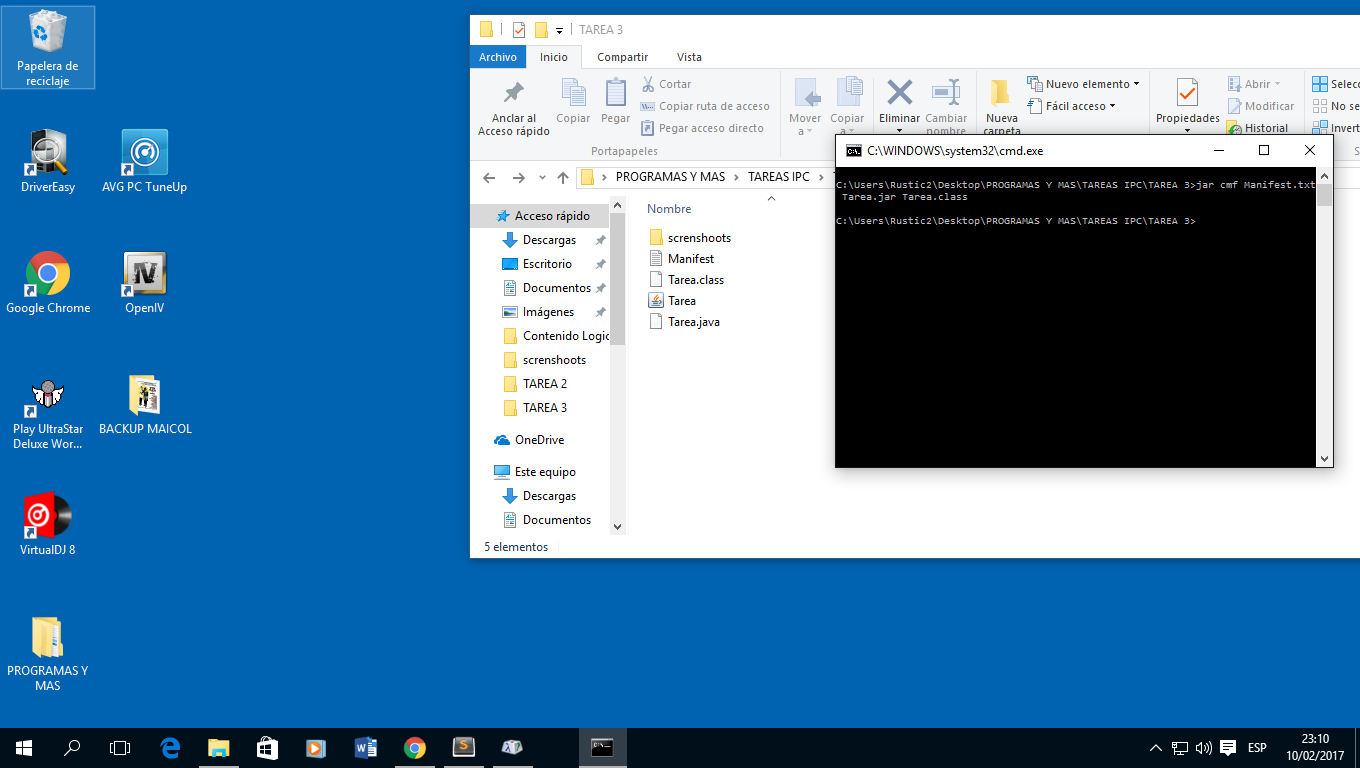 Papelera de
reciclaje
DriverEasy
AVG PC TuneUp
Google Chrome
OpenIV
Play UltraStar
Deluxe Wor...
BACKUP MAICOL
VirtualDJ 8
PROGRAMAS Y
MAS
TAREA 3
Archivo
Inicio
Compartir
Vista
Anclar al
Acceso rápido
Copiar
Pegar
Cortar
Copiar ruta de acceso
Pegar acceso directo
Portapapeles
Mover
a
Copiar
a
Eliminar
Cambiar
nombre
Nueva
carpeta
Nuevo elemento
Fácil acceso
Propiedades
Abrir
Modificar
Historial
Selecc
No se
Invert
PROGRAMAS Y MAS
TAREAS IPC
Acceso rápido
Descargas
Escritorio
Documentos
Imágenes
Contenido Logic
screnshoots
TAREA 2
TAREA 3
OneDrive
Este equipo
Descargas
Documentos
Nombre
screnshoots
Manifest
Tarea.class
Tarea
Tarea.java
5 elementos
C:\WINDOWS\system32\cmd.exe
C:\Users\Rustic2\Desktop\PROGRAMAS Y MAS\TAREAS IPC\TAREA 3>jar cmf Manifest.txt
Tarea.jar Tarea.class
C:\Users\Rustic2\Desktop\PROGRAMAS Y MAS\TAREAS IPC\TAREA 3>
ESP
23:10
10/02/2017